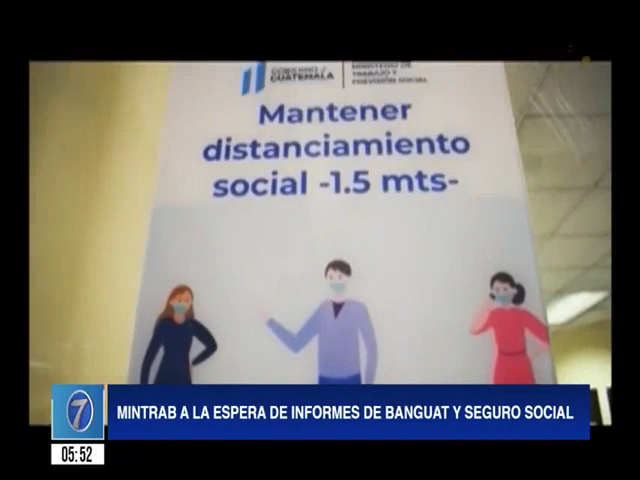 GOBIERNO de
GUATEMALA
MINISTERIO DE
TRABAJO Y
PREVISIÓN SOCIAL
Mantener
distanciamiento
social -1.5 mts-
7
MINTRAB A LA ESPERA DE INFORMES DE BANGUAT Y SEGURO SOCIAL
05:52